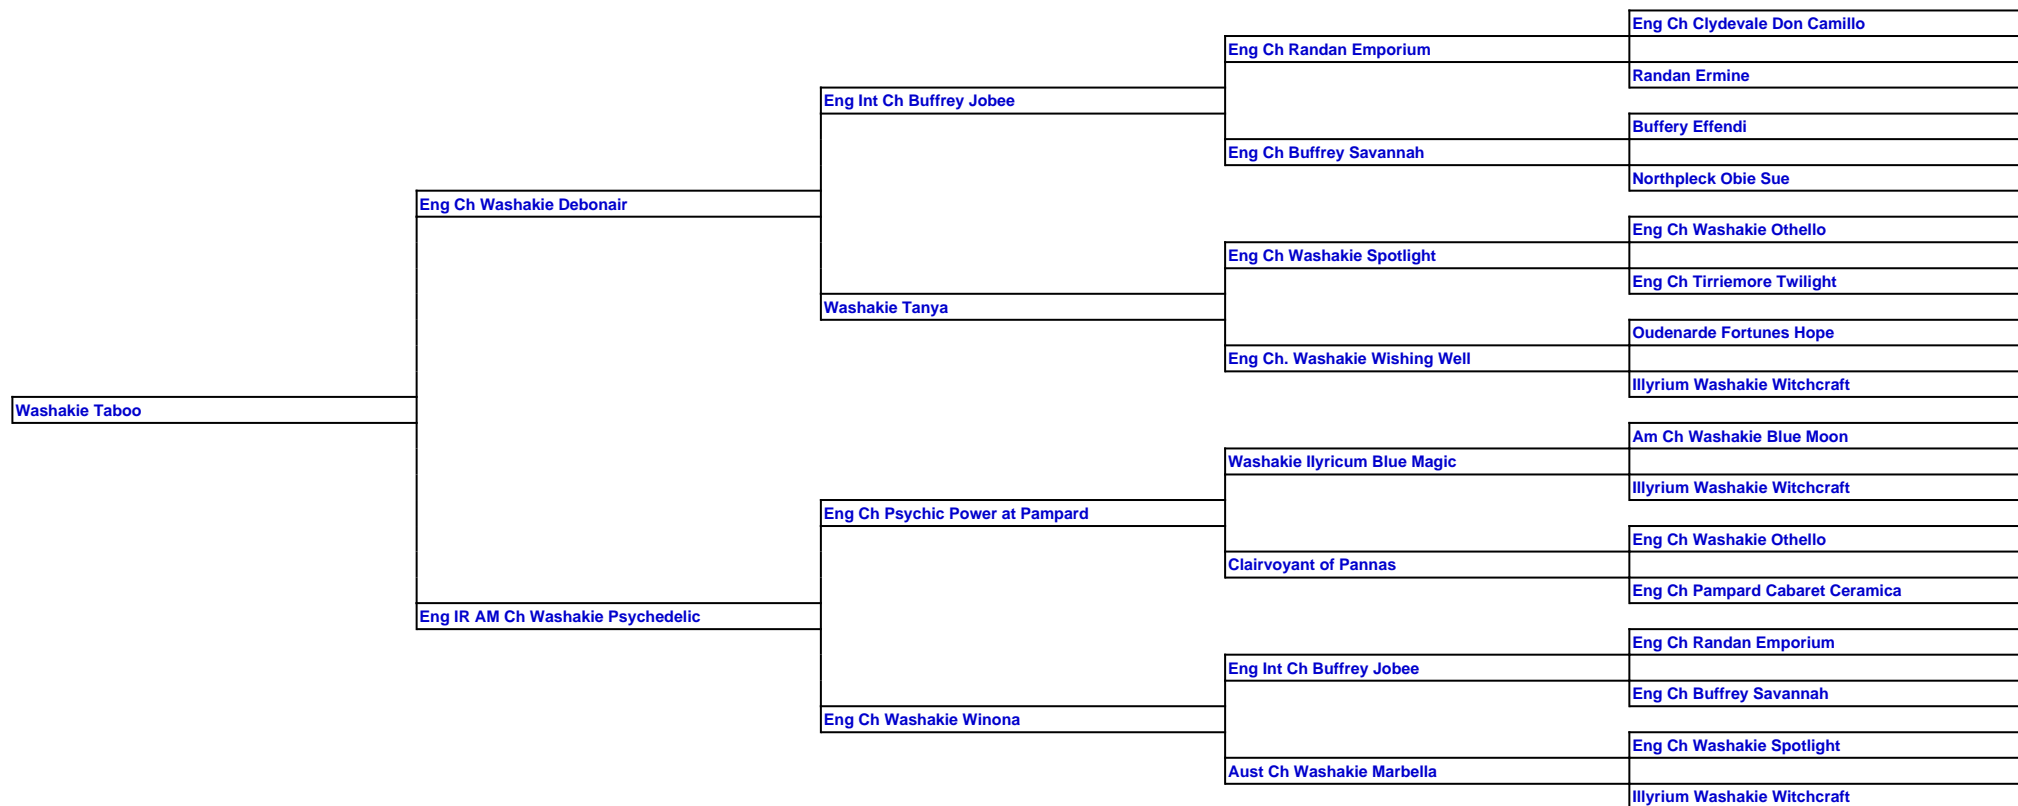 Eng Ch Clydevale Don Camillo
Eng Ch Randan Emporium
Randan Ermine
Eng Int Ch Buffrey Jobee
Buffery Effendi
Eng Ch Buffrey Savannah
Northpleck Obie Sue
Eng Ch Washakie Debonair
Eng Ch Washakie Othello
Eng Ch Washakie Spotlight
Eng Ch Tirriemore Twilight
Washakie Tanya
Oudenarde Fortunes Hope
Eng Ch. Washakie Wishing Well
Illyrium Washakie Witchcraft
Washakie Taboo
Am Ch Washakie Blue Moon
Washakie Ilyricum Blue Magic
Illyrium Washakie Witchcraft
Eng Ch Psychic Power at Pampard
Eng Ch Washakie Othello
Clairvoyant of Pannas
Eng Ch Pampard Cabaret Ceramica
Eng IR AM Ch Washakie Psychedelic
Eng Ch Randan Emporium
Eng Int Ch Buffrey Jobee
Eng Ch Buffrey Savannah
Eng Ch Washakie Winona
Eng Ch Washakie Spotlight
Aust Ch Washakie Marbella
Illyrium Washakie Witchcraft